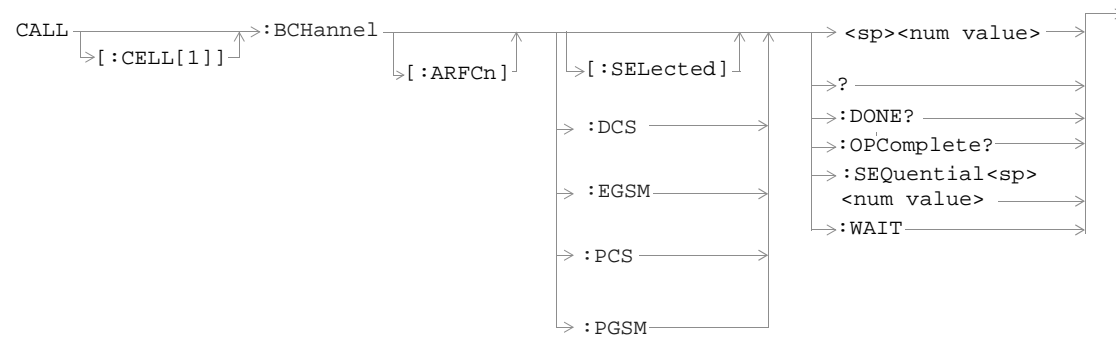 CALL
[:CELL[1]]
:BCHannel
[:ARFCn]
[:SELected]
:DCS
:EGSM
:PCS
:PGSM
<sp><num value>
?
:DONE?
:OPComplete?
:SEQuential<sp>
<num value>
:WAIT